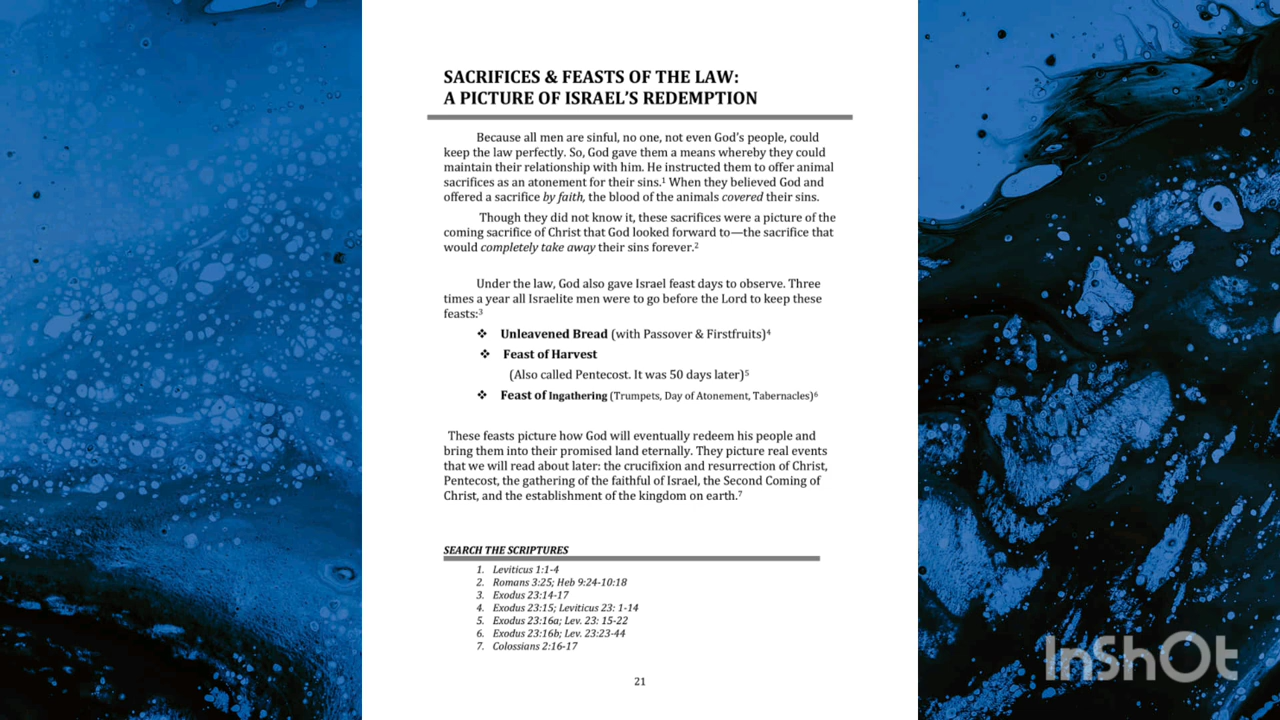 SACRIFICES & FEASTS OF THE LAW:
A PICTURE OF ISRAEL’S REDEMPTION
Because all men are sinful, no one, not even God’s people, could
keep the law perfectly. So, God gave them a means whereby they could
maintain their relationship with him. He instructed them to offer animal
sacrifices as an atonement for their sins.¹ When they believed God and
offered a sacrifice by faith, the blood of the animals covered their sins.
Though they did not know it, these sacrifices were a picture of the
coming sacrifice of Christ that God looked forward to—the sacrifice that
would completely take away their sins forever.²
Under the law, God also gave Israel feast days to observe. Three
times a year all Israelite men were to go before the Lord to keep these
feasts:³
❖ Unleavened Bread (with Passover & Firstfruits)⁴
❖ Feast of Harvest
(Also called Pentecost. It was 50 days later)⁵
❖ Feast of Ingathering (Trumpets, Day of Atonement, Tabernacles)⁶
These feasts picture how God will eventually redeem his people and
bring them into their promised land eternally. They picture real events
that we will read about later: the crucifixion and resurrection of Christ,
Pentecost, the gathering of the faithful of Israel, the Second Coming of
Christ, and the establishment of the kingdom on earth.⁷
SEARCH THE SCRIPTURES
1. Leviticus 1:1-4
2. Romans 3:25; Heb 9:24-10:18
3. Exodus 23:14-17
4. Exodus 23:15; Leviticus 23: 1-14
5. Exodus 23:16a; Lev. 23: 15-22
6. Exodus 23:16b; Lev. 23:23-44
7. Colossians 2:16-17
21
InShOt